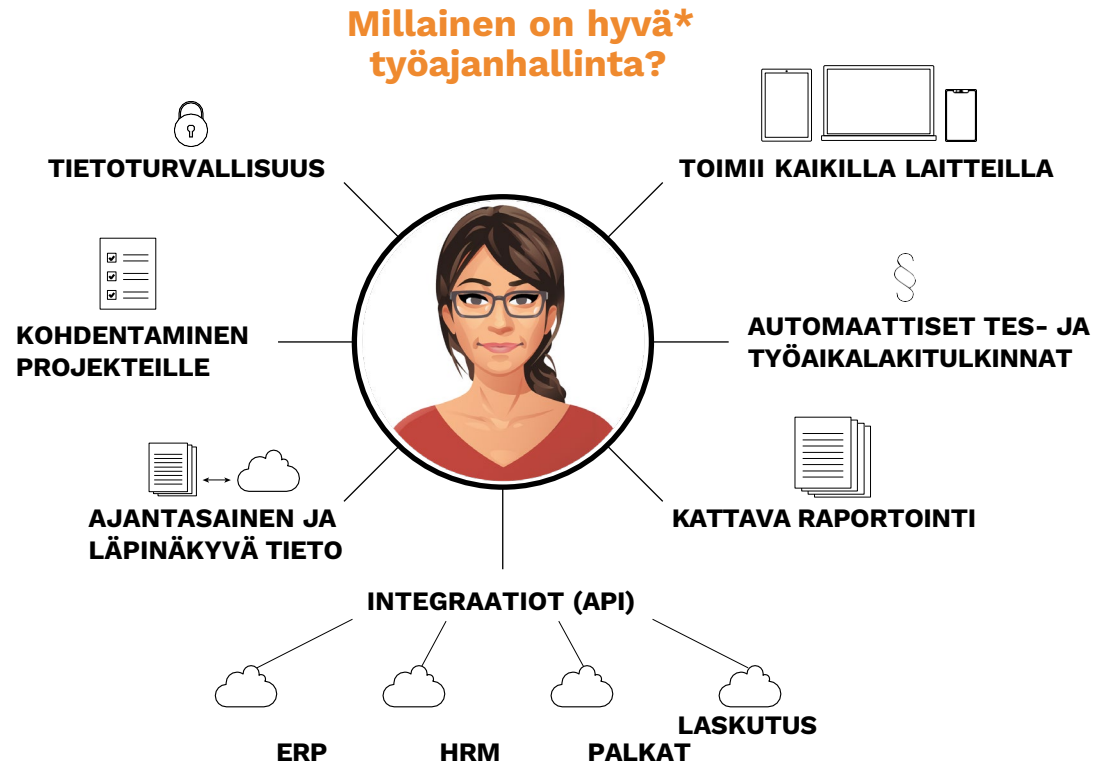 Millainen on hyvä*
työajanhallinta?
TIETOTURVALLISUUS
TOIMII KAIKILLA LAITTEILLA
KOHDENTAMINEN
PROJEKTEILLE
AUTOMAATTISET TES- JA
TYÖAIKALAKITULKINNAT
AJANTASAINEN JA
LÄPINÄKYVÄ TIETO
KATTAVA RAPORTOINTI
INTEGRAATIOT (API)
ERP
HRM
PALKAT
LASKUTUS